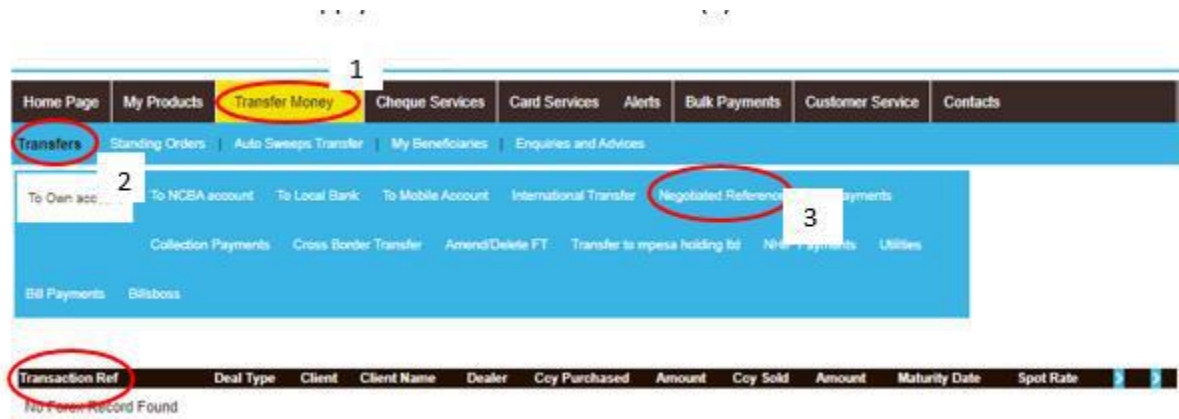 1
Home Page My Products Transfer Money Cheque Services Card Services Alerts Bulk Payments Customer Service Contacts
Transfers Standing Orders | Auto Sweeps Transfer | My Beneficiaries | Enquiries and Advices
2
To Own To NCBA account To Local Bank To Mobile Account International Transfer Negotiated Reference
3
Collection Payments Cross Border Transfer Amend/Delete FT Transfer to mpesa holding ltd Payments Utilities
Bill Payments Billsboss
Transaction Ref Deal Type Client Client Name Dealer Ccy Purchased Amount Ccy Sold Amount Maturity Date Spot Rate > >
No Forex Record Found